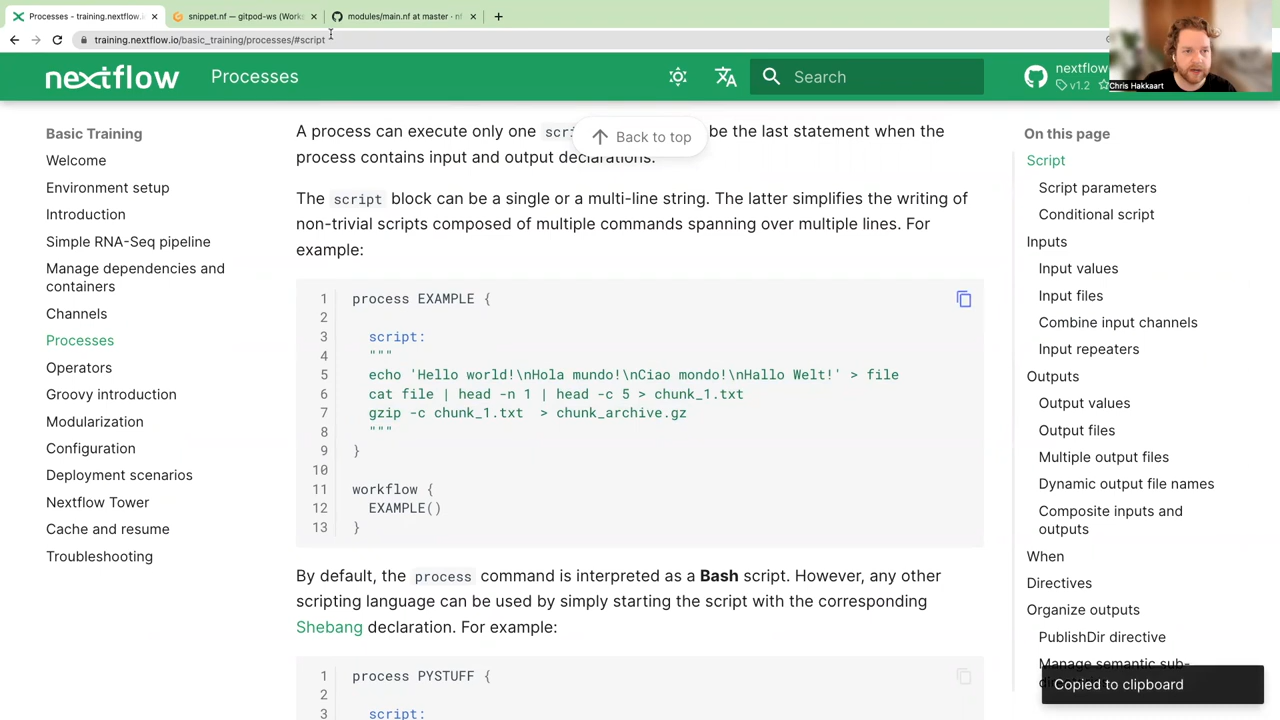 Processes - training.nextflow.i
snippet.nf — gitpod-ws (Works
modules/main.nf at master · nf
training.nextflow.io/basic_training/processes/#script
Chris Hakkaart
nextflow
Processes
Search
nextflow
v1.2
Basic Training
Welcome
Environment setup
Introduction
Simple RNA-Seq pipeline
Manage dependencies and
containers
Channels
Processes
Operators
Groovy introduction
Modularization
Configuration
Deployment scenarios
Nextflow Tower
Cache and resume
Troubleshooting
A process can execute only one scri be the last statement when the
Back to top
process contains input and output declarations.
The script block can be a single or a multi-line string. The latter simplifies the writing of
non-trivial scripts composed of multiple commands spanning over multiple lines. For
example:
1 process EXAMPLE {
2
3 script:
4 """
5 echo 'Hello world!\nHola mundo!\nCiao mondo!\nHallo Welt!' > file
6 cat file | head -n 1 | head -c 5 > chunk_1.txt
7 gzip -c chunk_1.txt > chunk_archive.gz
8 """
9 }
10
11 workflow {
12 EXAMPLE()
13 }
By default, the process command is interpreted as a Bash script. However, any other
scripting language can be used by simply starting the script with the corresponding
Shebang declaration. For example:
1 process PYSTUFF {
2
3 script:
On this page
Script
Script parameters
Conditional script
Inputs
Input values
Input files
Combine input channels
Input repeaters
Outputs
Output values
Output files
Multiple output files
Dynamic output file names
Composite inputs and
outputs
When
Directives
Organize outputs
PublishDir directive
Manage semantic sub-
Copied to clipboard